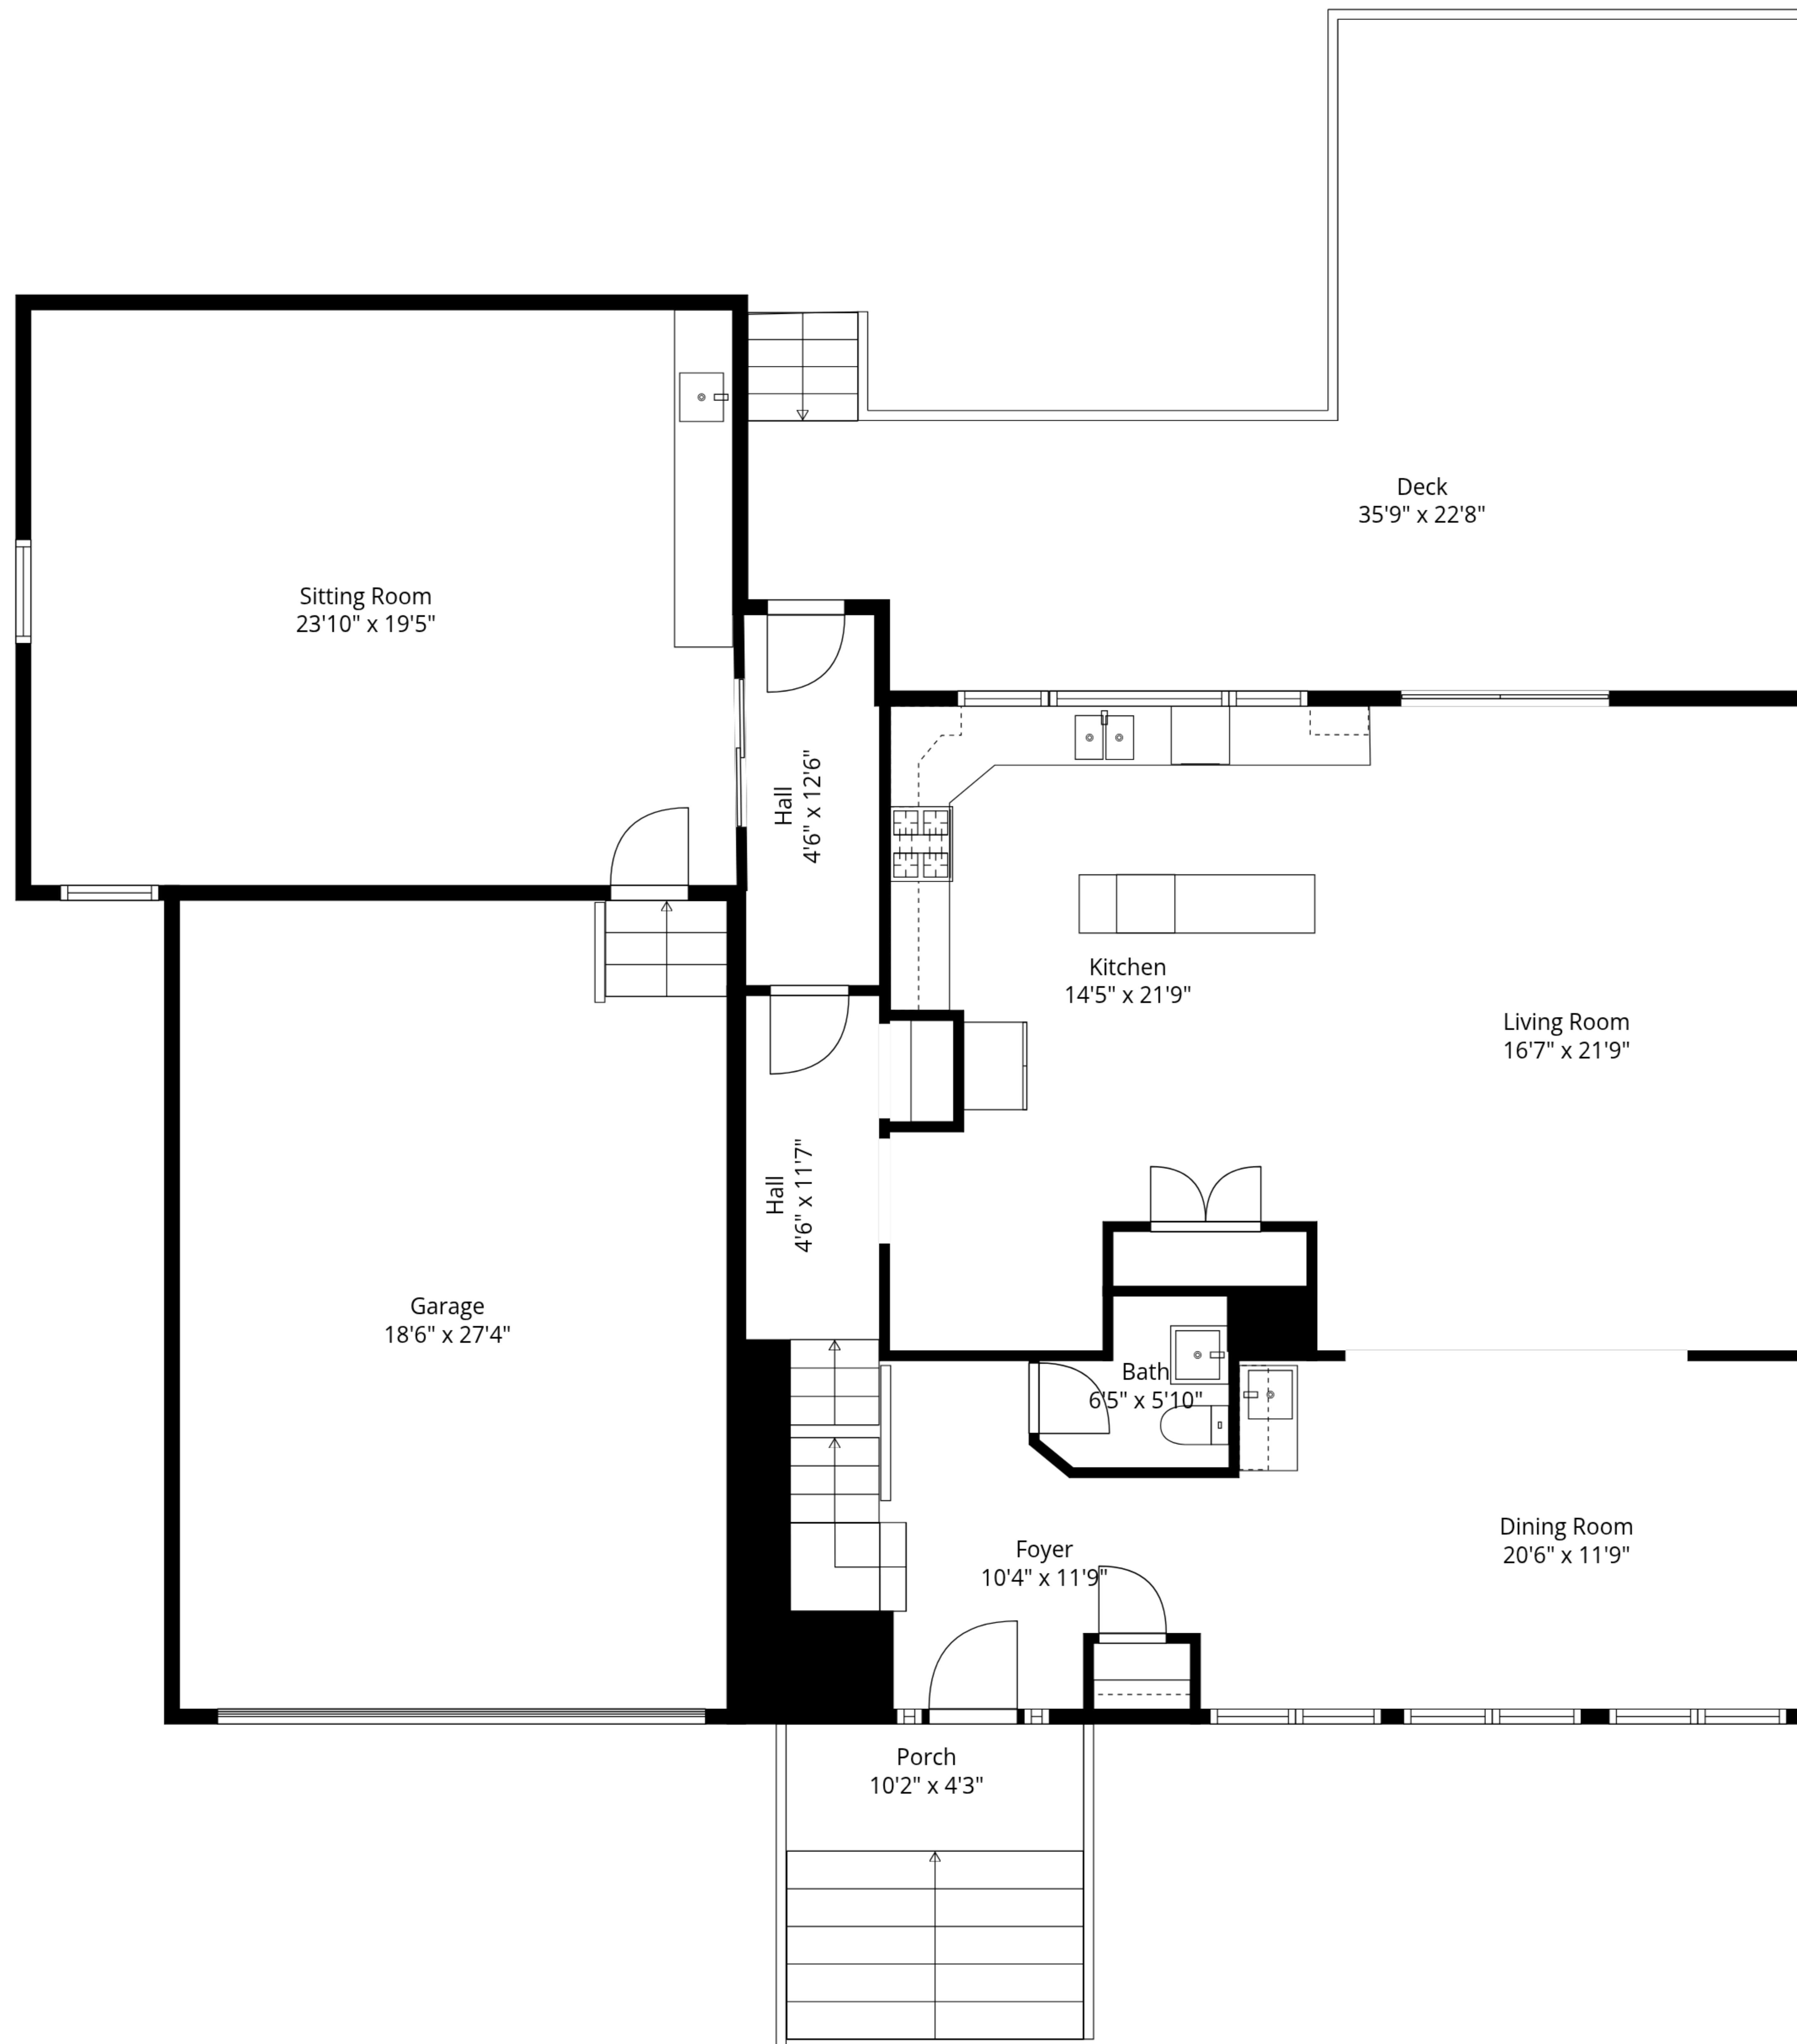 Deck
35'9" x 22'8"
Sitting Room
23'10" x 19'5"
Hall
4'6" x 12'6"
Kitchen
14'5" x 21'9"
Living Room
16'7" x 21'9"
Hall
4'6" x 11'7"
Garage
18'6" x 27'4"
Bath
6'5" x 5'10"
Foyer
10'4" x 11'9"
Dining Room
20'6" x 11'9"
Porch
10'2" x 4'3"